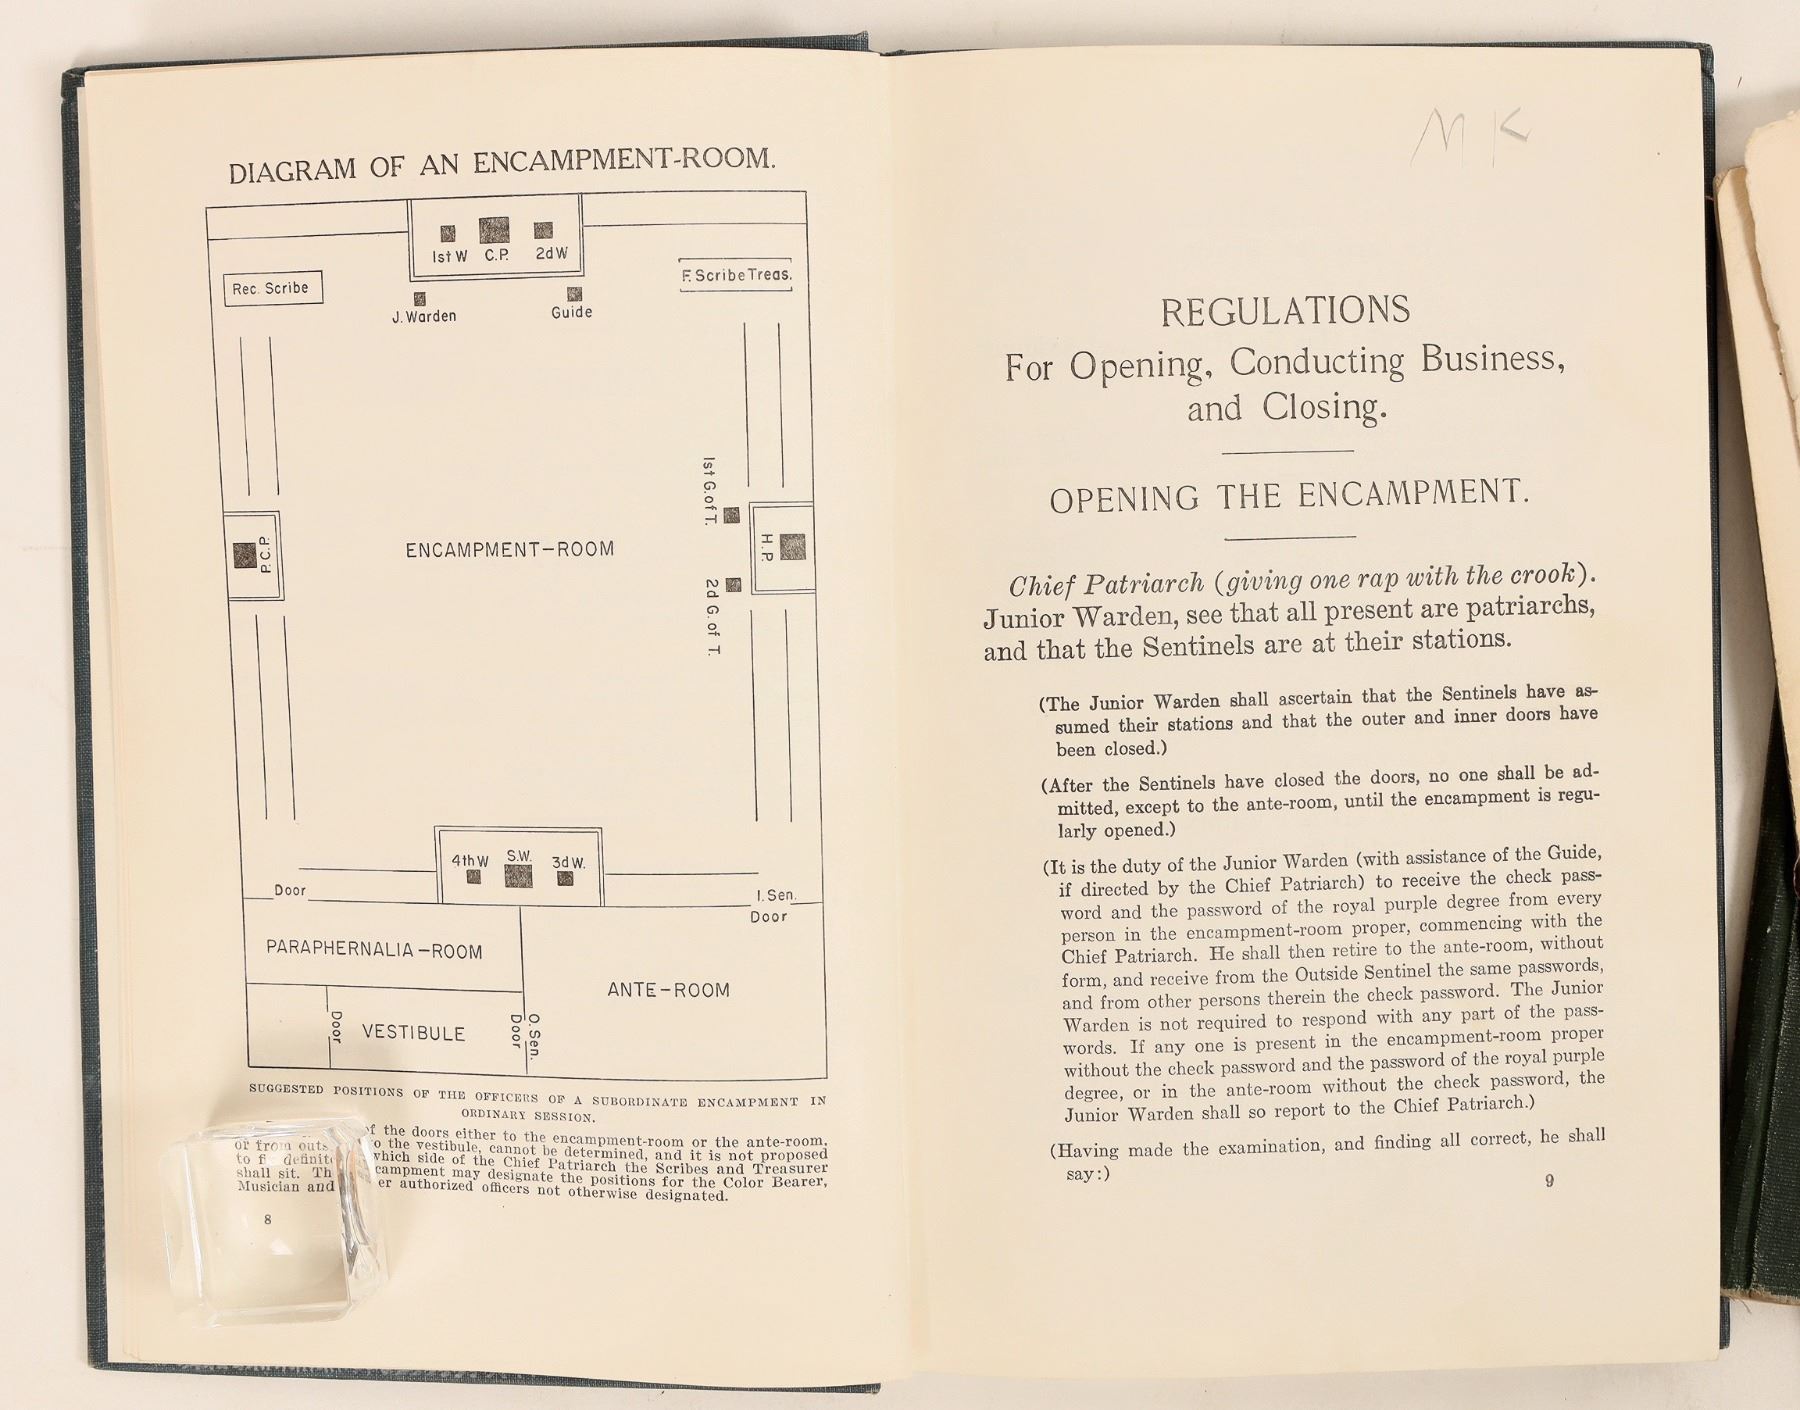 DIAGRAM OF AN ENCAMPMENT-ROOM.
1st W C.P. 2d W
Rec. Scribe
F. Scribe Treas.
J. Warden
Guide
1st G. of T.
P.C.P.
ENCAMPMENT-ROOM
H.P.
2d G. of T.
4th W S.W. 3d W.
Door
I. Sen.
Door
PARAPHERNALIA-ROOM
ANTE-ROOM
Door
VESTIBULE
Door
O. Sen.
SUGGESTED POSITIONS OF THE OFFICERS OF A SUBORDINATE ENCAMPMENT IN
ORDINARY SESSION.
of the doors either to the encampment-room or the ante-room,
or from outs to the vestibule, cannot be determined, and it is not proposed
to definit which side of the Chief Patriarch the Scribes and Treasurer
shall sit. Th campment may designate the positions for the Color Bearer,
Musician and er authorized officers not otherwise designated.
8
M K
REGULATIONS
For Opening, Conducting Business,
and Closing.
OPENING THE ENCAMPMENT.
Chief Patriarch (giving one rap with the crook).
Junior Warden, see that all present are patriarchs,
and that the Sentinels are at their stations.
(The Junior Warden shall ascertain that the Sentinels have as-
sumed their stations and that the outer and inner doors have
been closed.)
(After the Sentinels have closed the doors, no one shall be ad-
mitted, except to the ante-room, until the encampment is regu-
larly opened.)
(It is the duty of the Junior Warden (with assistance of the Guide,
if directed by the Chief Patriarch) to receive the check pass-
word and the password of the royal purple degree from every
person in the encampment-room proper, commencing with the
Chief Patriarch. He shall then retire to the ante-room, without
form, and receive from the Outside Sentinel the same passwords,
and from other persons therein the check password. The Junior
Warden is not required to respond with any part of the pass-
words. If any one is present in the encampment-room proper
without the check password and the password of the royal purple
degree, or in the ante-room without the check password, the
Junior Warden shall so report to the Chief Patriarch.)
(Having made the examination, and finding all correct, he shall
say:)
9